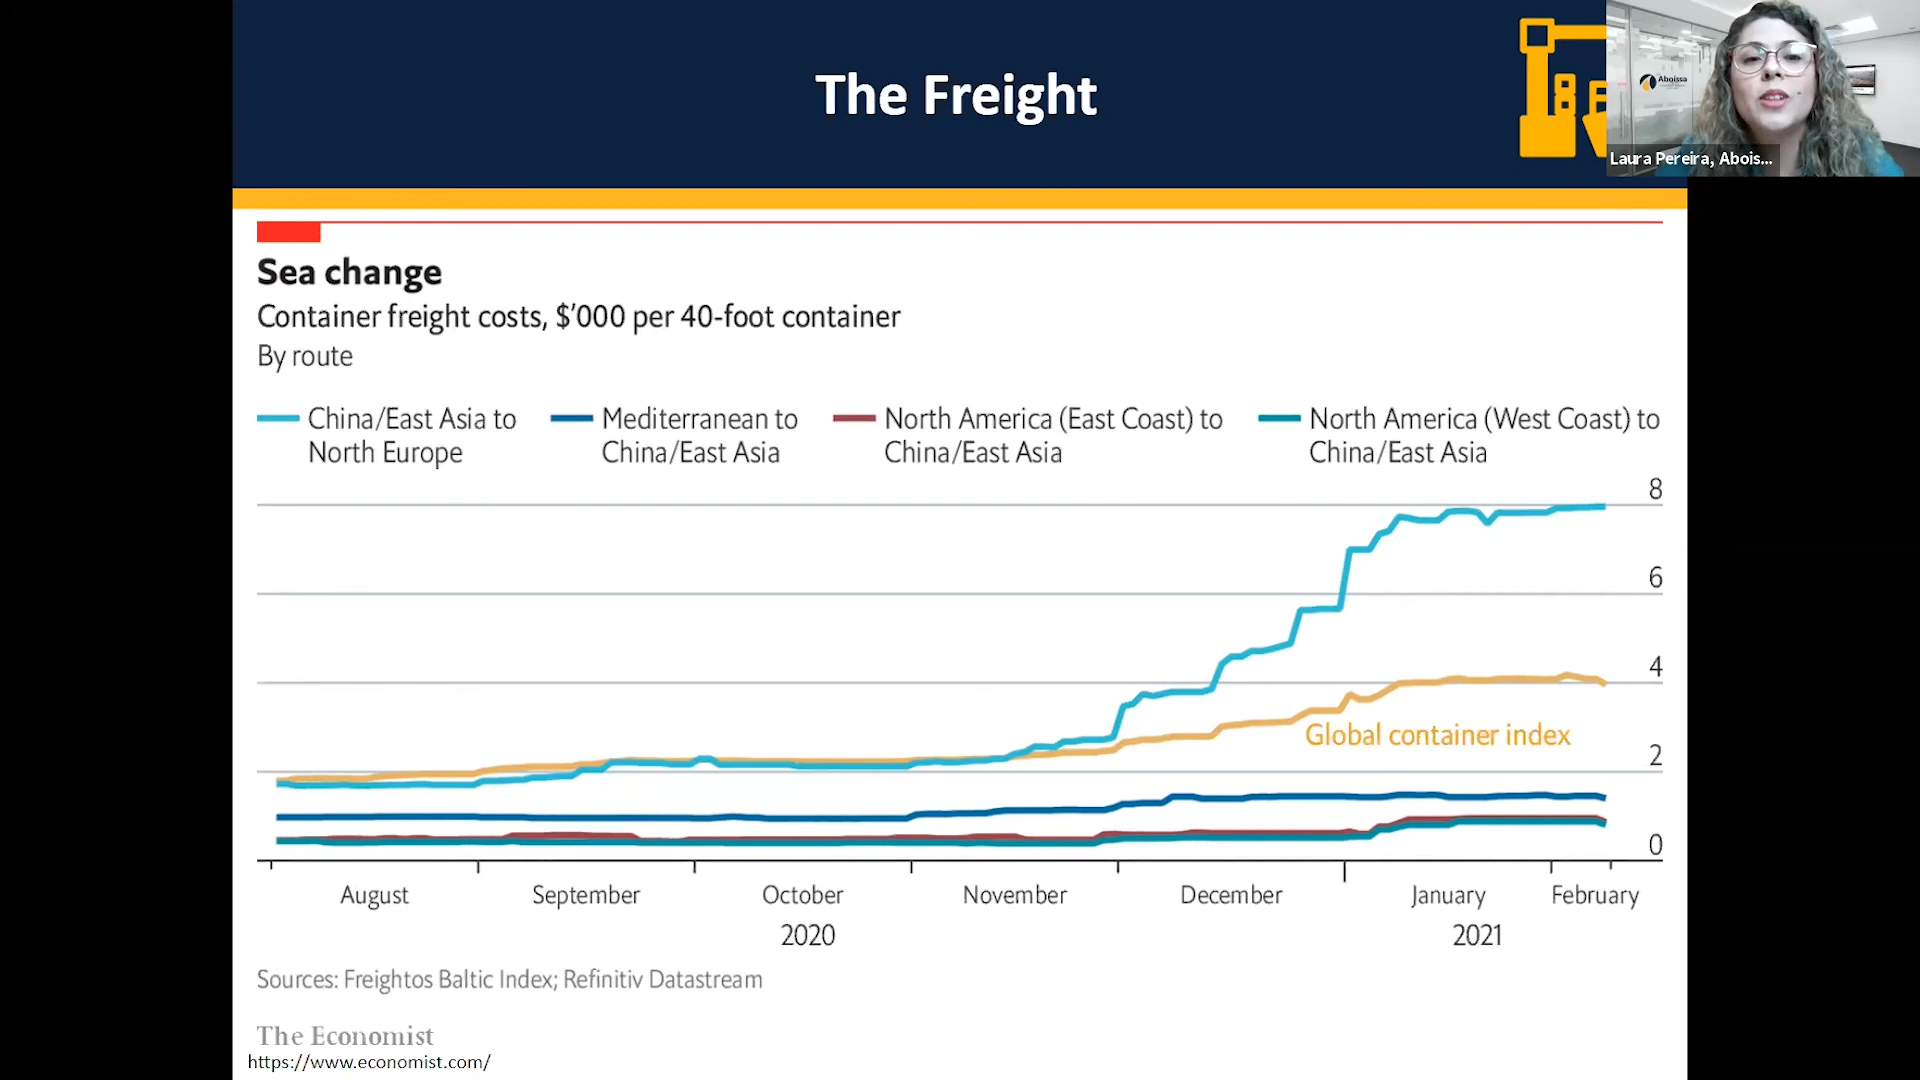 The Freight
Aboissa
Laura Pereira, Abois...
Sea change
Container freight costs, $'000 per 40-foot container
By route
China/East Asia to
North Europe
Mediterranean to
China/East Asia
North America (East Coast) to
China/East Asia
North America (West Coast) to
China/East Asia
8
6
4
Global container index
2
0
August
September
October
November
December
January
February
2020
2021
Sources: Freightos Baltic Index; Refinitiv Datastream
The Economist
https://www.economist.com/